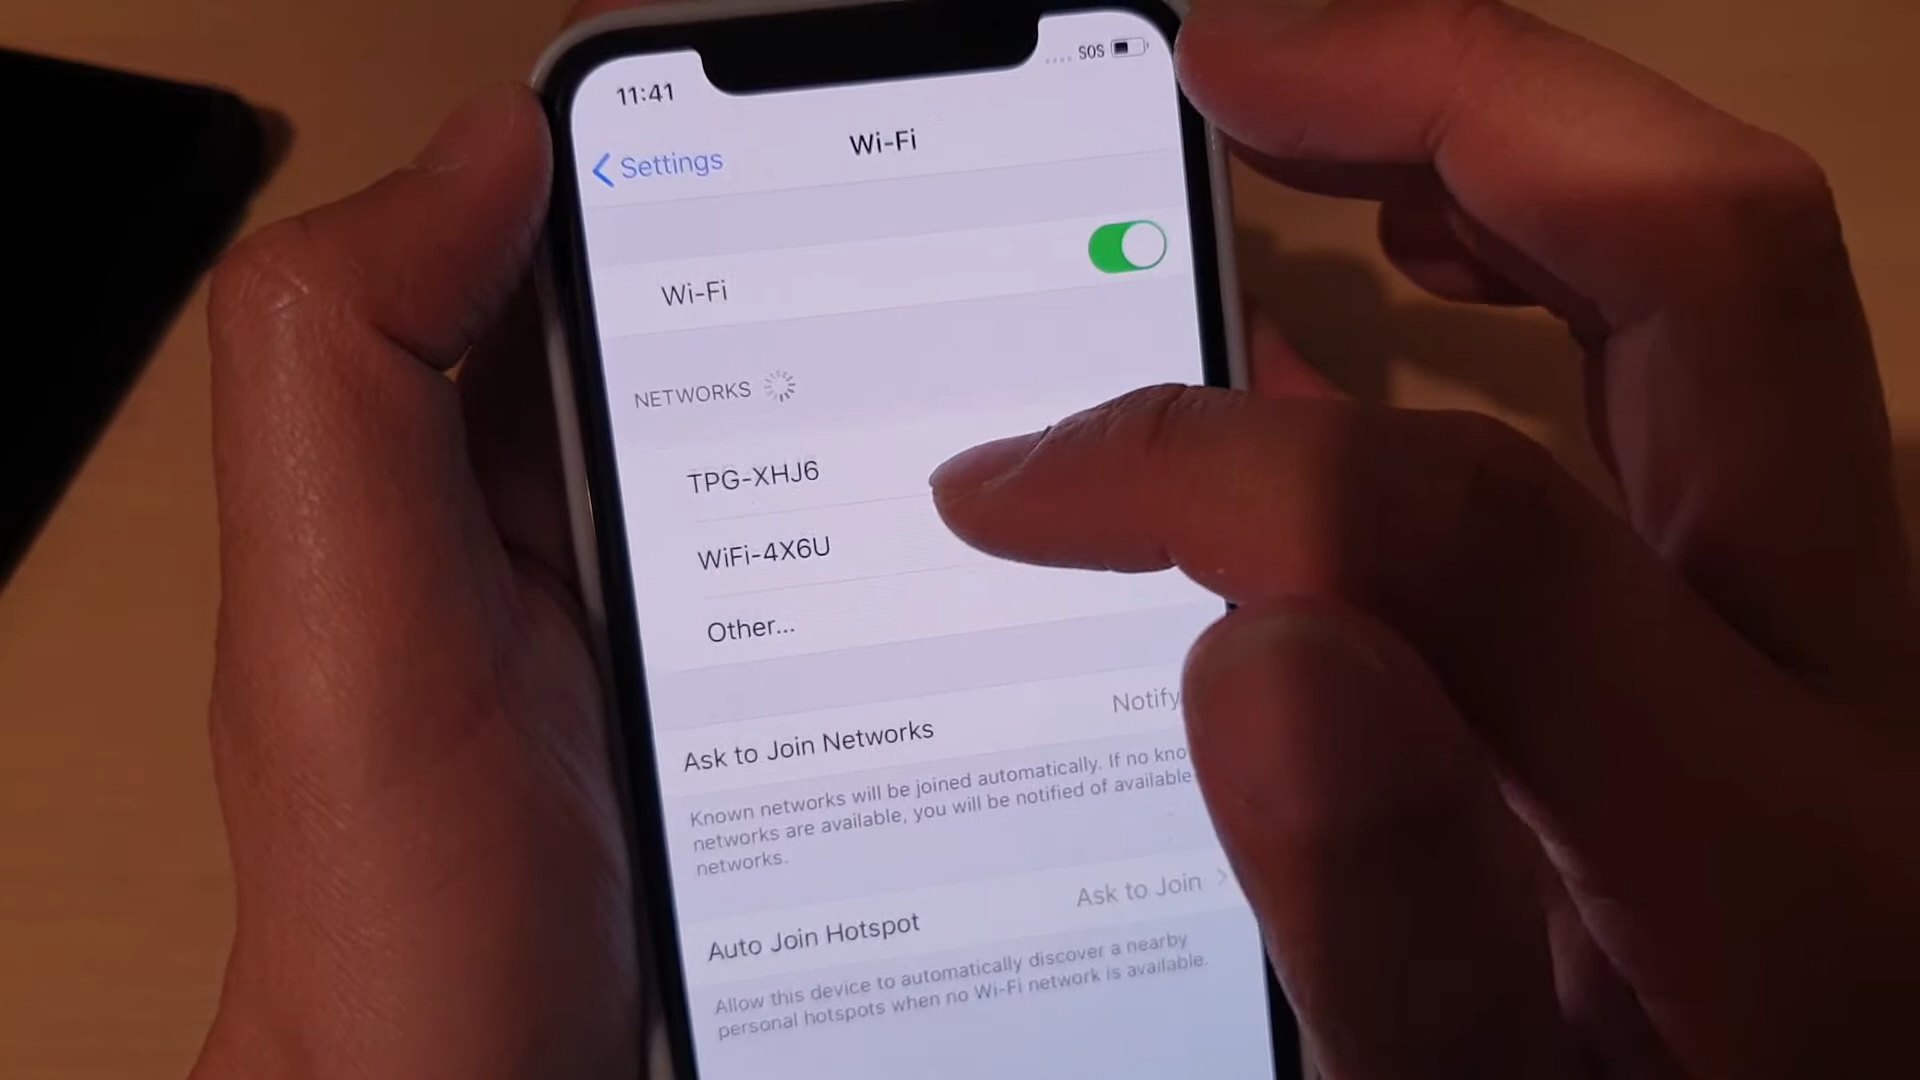 11:41
SOS
Settings
Wi-Fi
Wi-Fi
NETWORKS
TPG-XHJ6
WiFi-4X6U
Other...
Ask to Join Networks
Notify
Known networks will be joined automatically. If no kno
networks are available, you will be notified of available
networks.
Auto Join Hotspot
Ask to Join
Allow this device to automatically discover a nearby
personal hotspots when no Wi-Fi network is available.